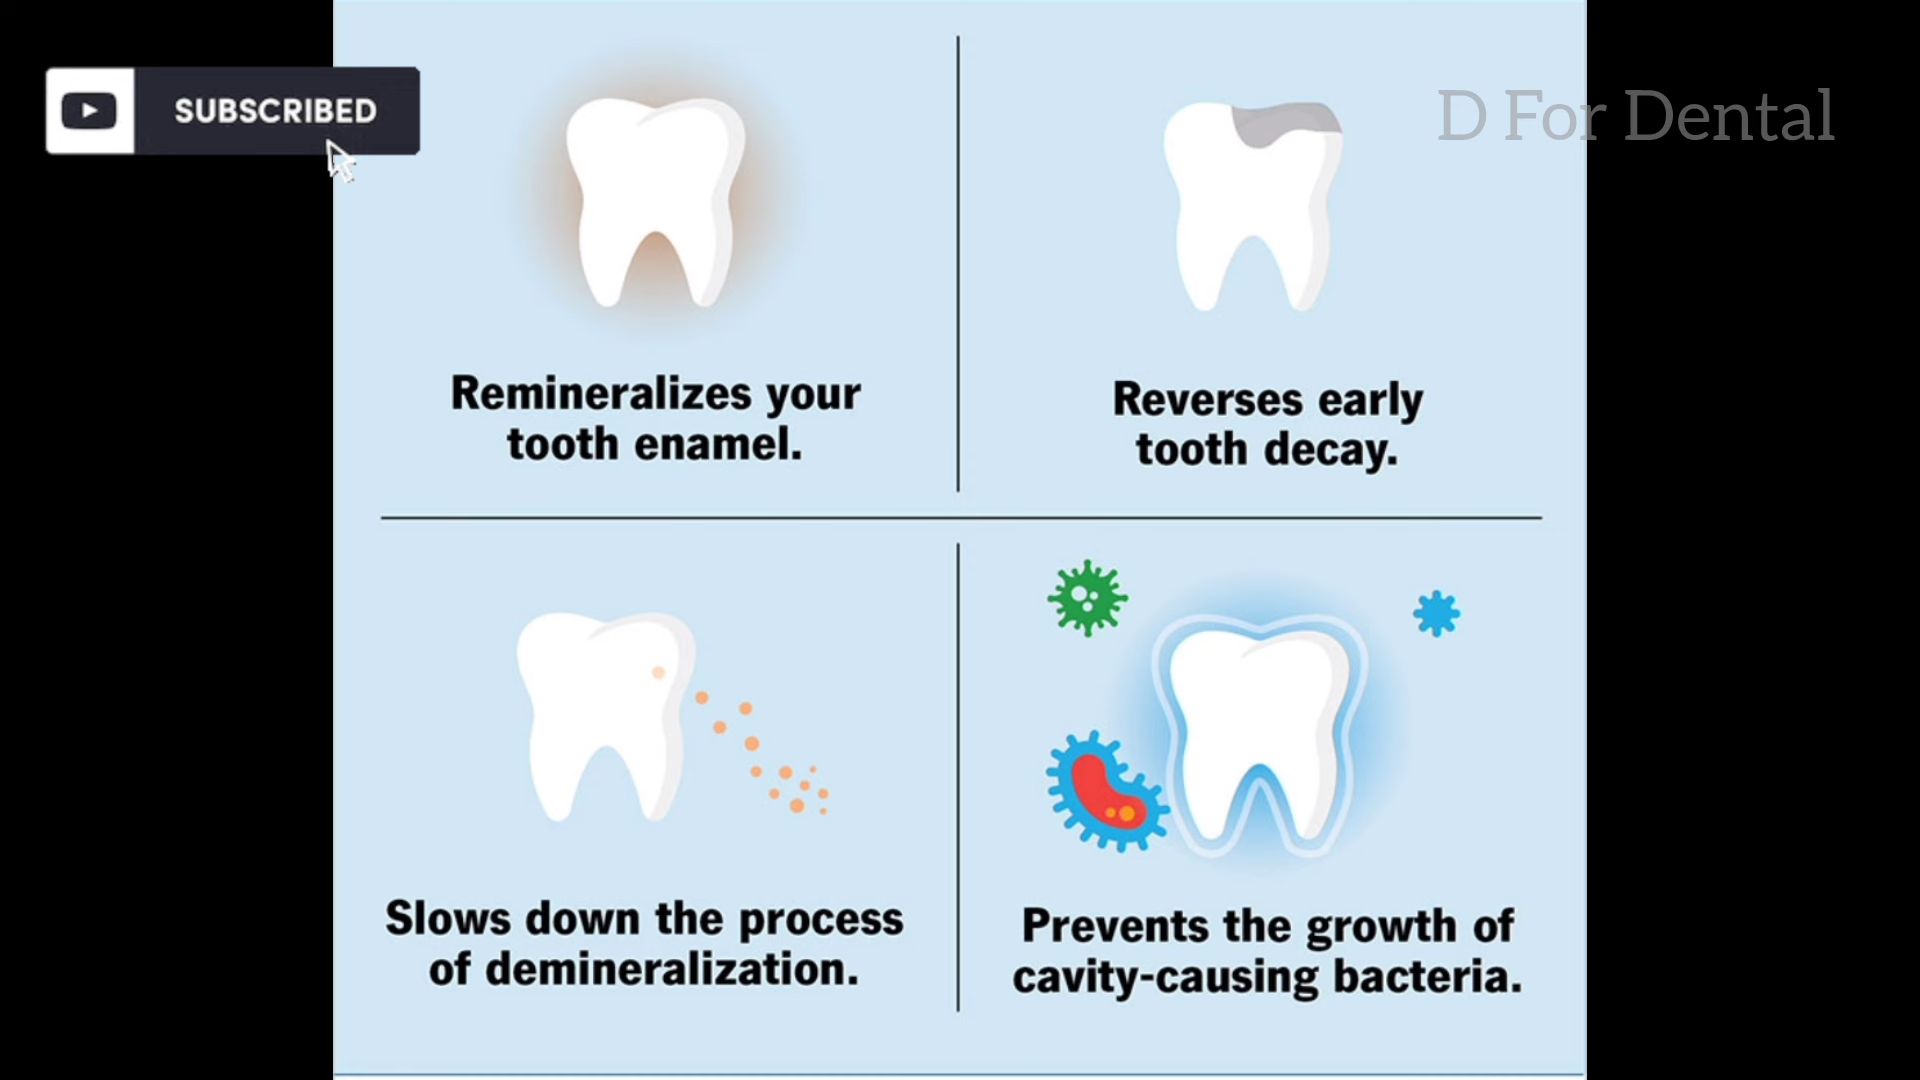 SUBSCRIBED
D For Dental
Remineralizes your
tooth enamel.
Reverses early
tooth decay.
Slows down the process
of demineralization.
Prevents the growth of
cavity-causing bacteria.